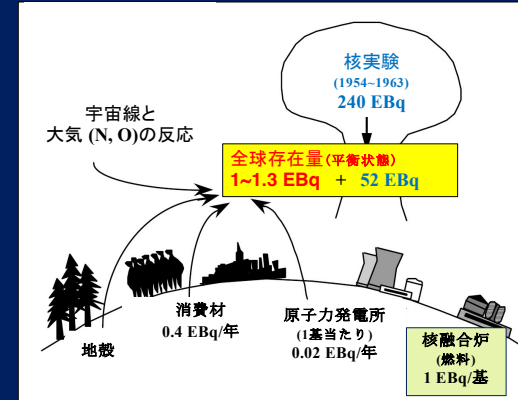 核実験
(1954~1963)
240 EBq
宇宙線と
大気 (N, O)の反応
全球存在量(平衡状態)
1~1.3 EBq + 52 EBq
消費材
0.4 EBq/年
原子力発電所
(1基当たり)
0.02 EBq/年
地殻
核融合炉
(燃料)
1 EBq/基